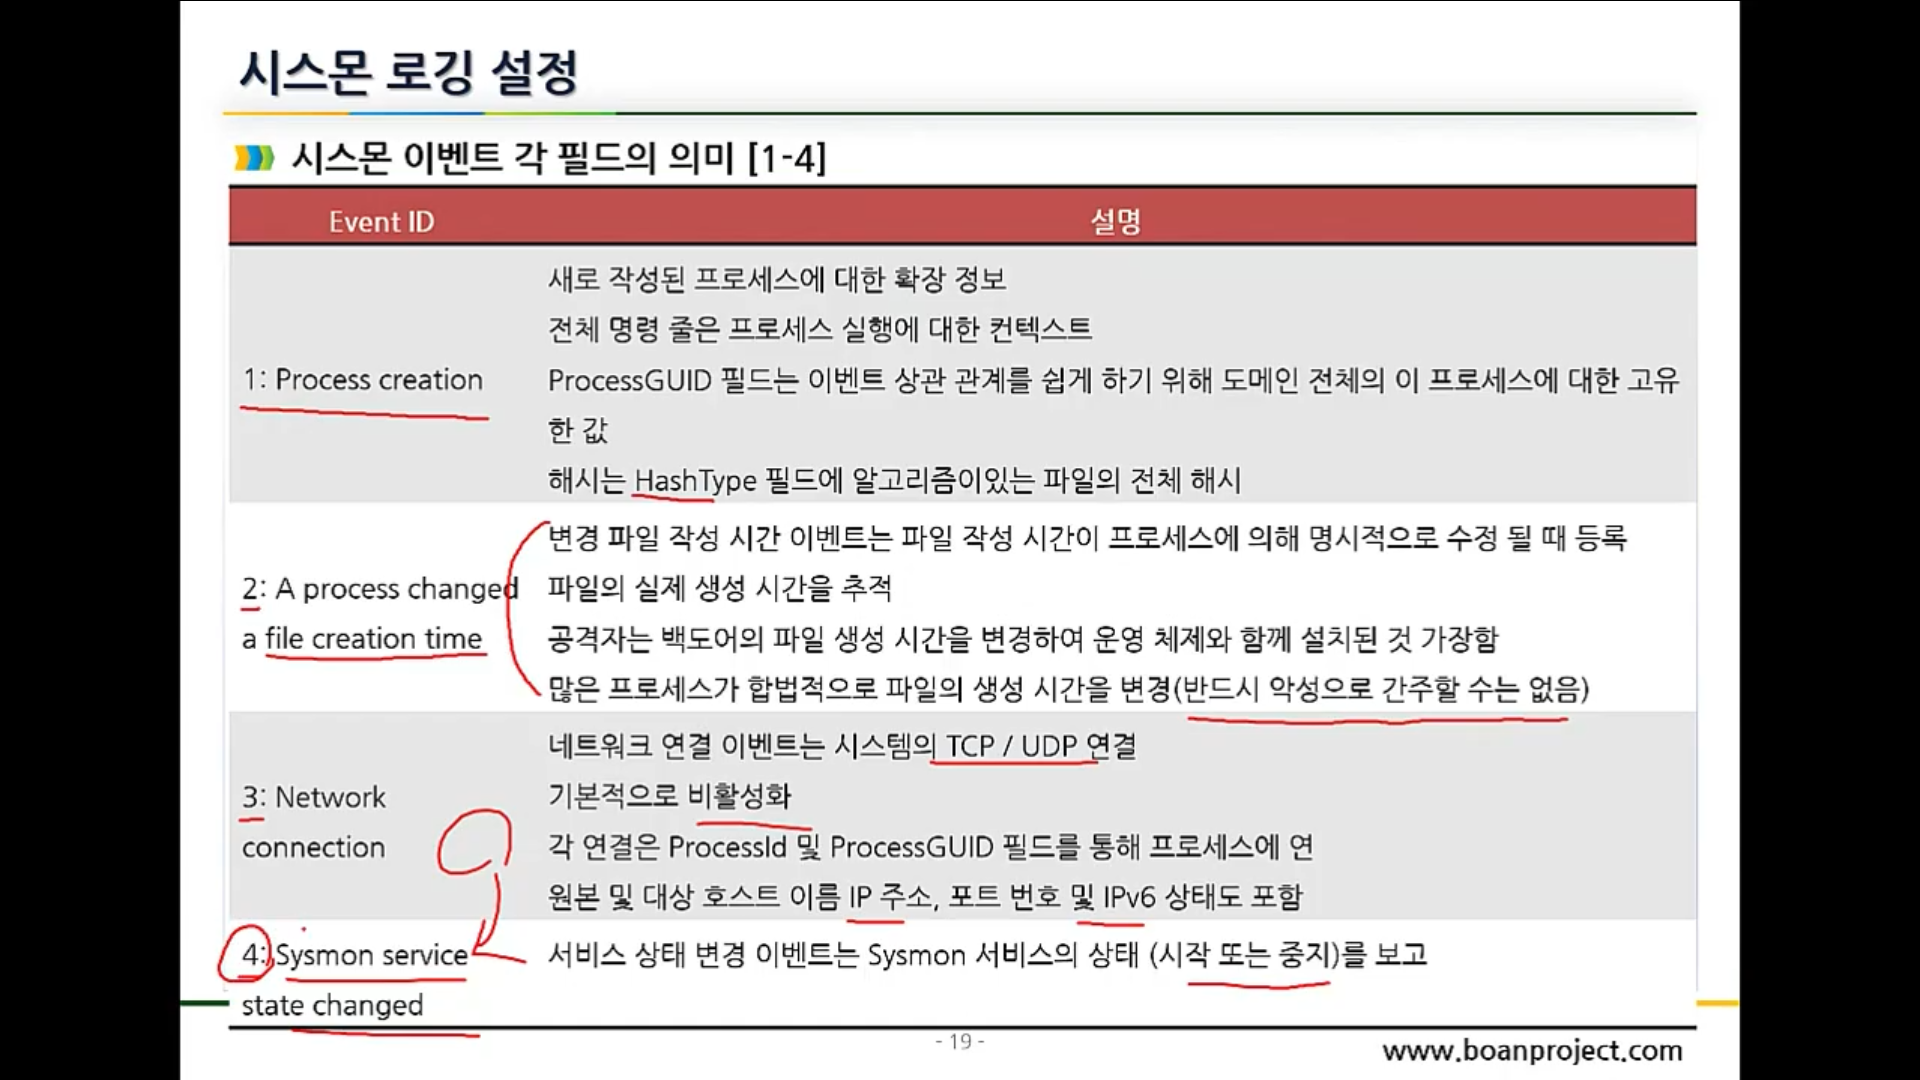 시스몬 로깅 설정
시스몬 이벤트 각 필드의 의미 [1-4]
Event ID
설명
1: Process creation
새로 작성된 프로세스에 대한 확장 정보
전체 명령 줄은 프로세스 실행에 대한 컨텍스트
ProcessGUID 필드는 이벤트 상관 관계를 쉽게 하기 위해 도메인 전체의 이 프로세스에 대한 고유
한 값
해시는 HashType 필드에 알고리즘이있는 파일의 전체 해시
2: A process changed
a file creation time
변경 파일 작성 시간 이벤트는 파일 작성 시간이 프로세스에 의해 명시적으로 수정 될 때 등록
파일의 실제 생성 시간을 추적
공격자는 백도어의 파일 생성 시간을 변경하여 운영 체제와 함께 설치된 것 가장함
많은 프로세스가 합법적으로 파일의 생성 시간을 변경(반드시 악성으로 간주할 수는 없음)
3: Network
connection
네트워크 연결 이벤트는 시스템의 TCP / UDP 연결
기본적으로 비활성화
각 연결은 ProcessId 및 ProcessGUID 필드를 통해 프로세스에 연
원본 및 대상 호스트 이름 IP 주소, 포트 번호 및 IPv6 상태도 포함
4: Sysmon service
state changed
서비스 상태 변경 이벤트는 Sysmon 서비스의 상태 (시작 또는 중지)를 보고
- 19 -
www.boanproject.com